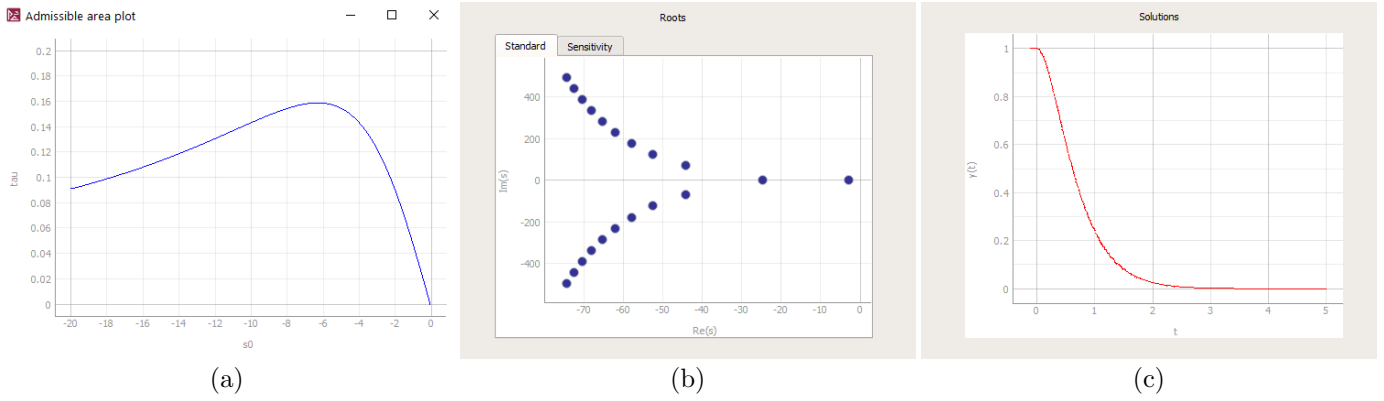 Admissible area plot
0.2
0.18
0.16
0.14
0.12
0.1
0.08
0.06
0.04
0.02
0
tau
-20 -18 -16 -14 -12 -10 -8 -6 -4 -2 0
s0
(a)
Roots
Standard Sensitivity
400
200
0
-200
-400
Im(s)
-70 -60 -50 -40 -30 -20 -10 0
Re(s)
(b)
Solutions
1
0.8
0.6
0.4
0.2
0
y(t)
0 1 2 3 4 5
t
(c)